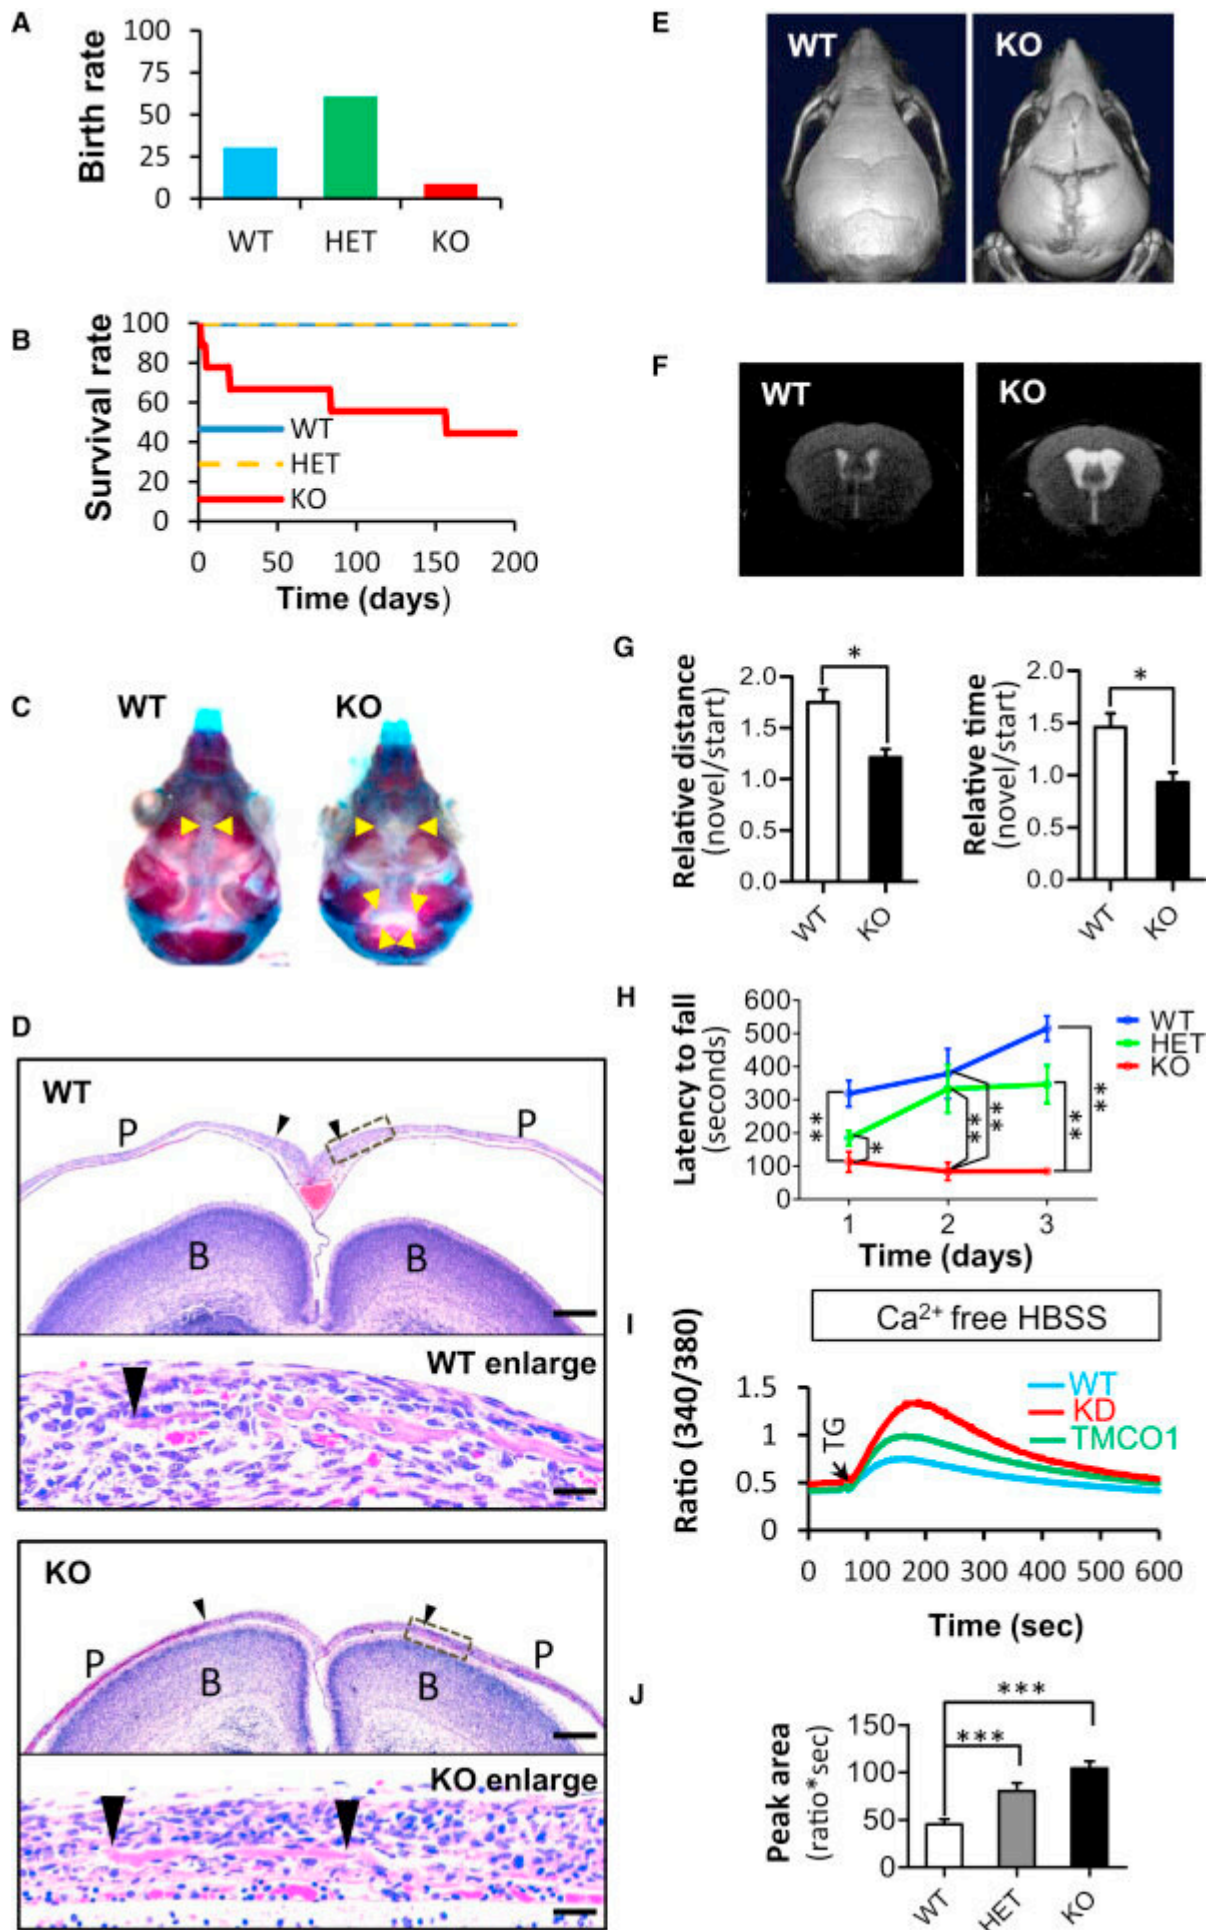 A
Birth rate
100
75
50
25
0
WT HET KO
B
Survival rate
100
80
60
40
20
0
WT
HET
KO
0 50 100 150 200
Time (days)
C
WT KO
D
WT
P P
B B
WT enlarge
KO
P P
B B
KO enlarge
E
WT KO
F
WT KO
G
Relative distance
(novel/start)
2.0
1.5
1.0
0.5
0.0
*
WT KO
Relative time
(novel/start)
2.0
1.5
1.0
0.5
0.0
*
WT KO
H
Latency to fall
(seconds)
600
500
400
300
200
100
0
WT
HET
KO
**
*
**
**
**
***
1 2 3
Time (days)
I
Ca²⁺ free HBSS
Ratio (340/380)
1.5
1
0.5
0
TG
WT
KD
TMCO1
0 100 200 300 400 500 600
Time (sec)
J
Peak area
(ratio*sec)
150
100
50
0
***
***
WT HET KO